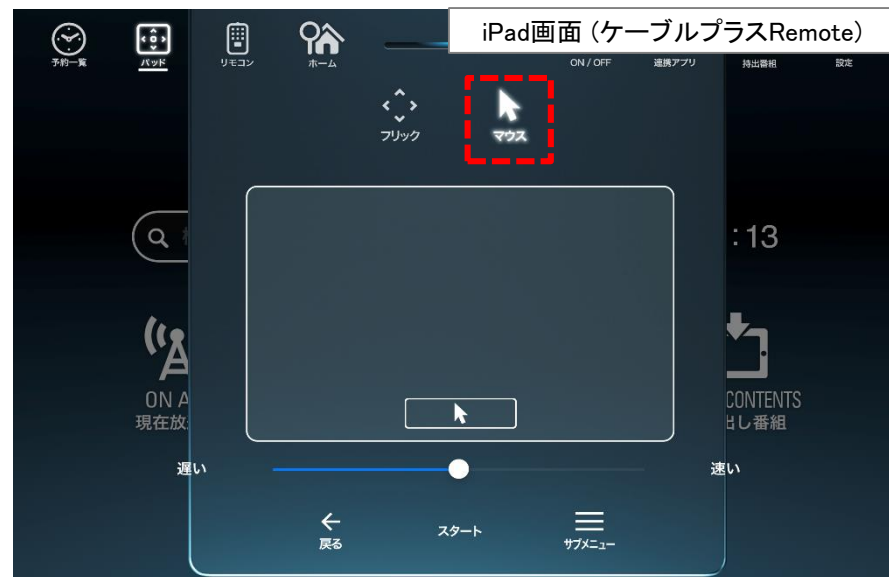 iPad画面（ケーブルプラスRemote）
予約一覧
パッド
リモコン
ホーム
ON / OFF
連携アプリ
持出番組
設定
フリック
マウス
:13
ON A
CONTENTS
現在放
出し番組
遅い
速い
戻る
スタート
サブメニュー